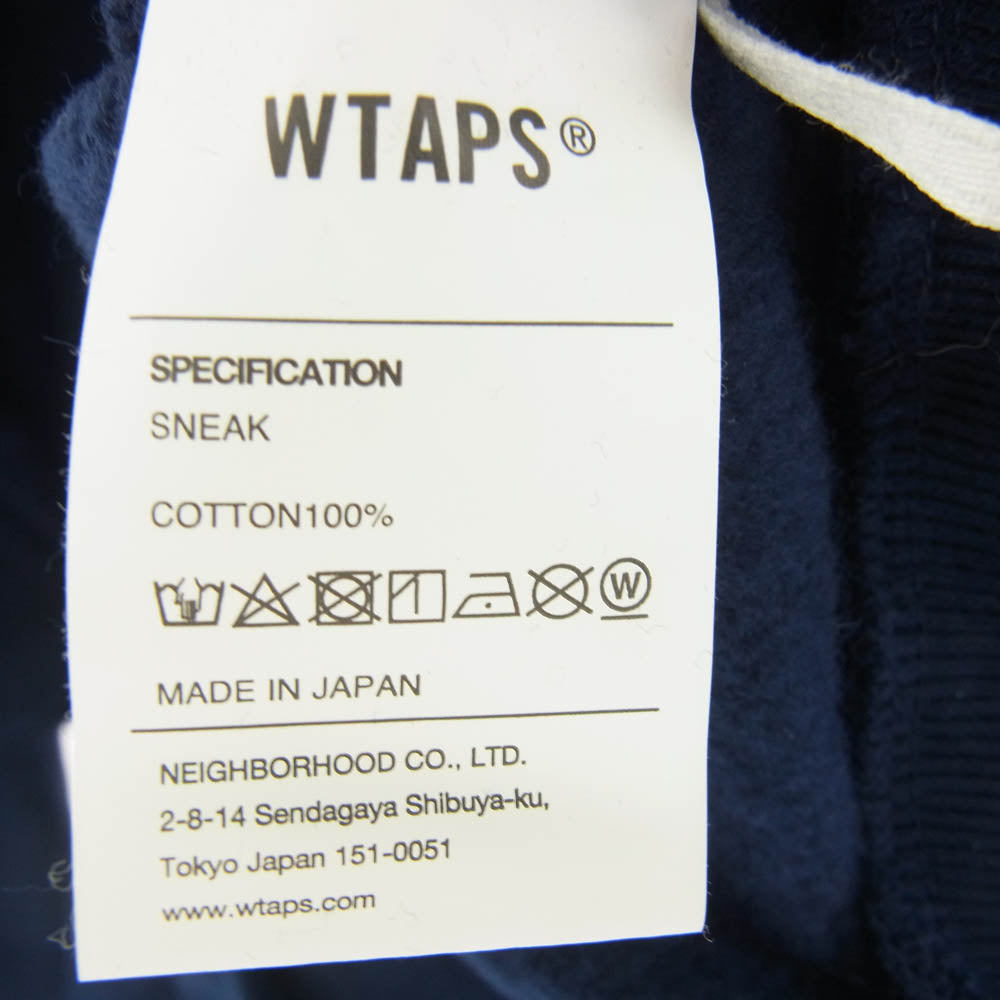 WTAPS®
SPECIFICATION
SNEAK
COTTON100%
W
MADE IN JAPAN
NEIGHBORHOOD CO., LTD.
2-8-14 Sendagaya Shibuya-ku,
Tokyo Japan 151-0051
www.wtaps.com